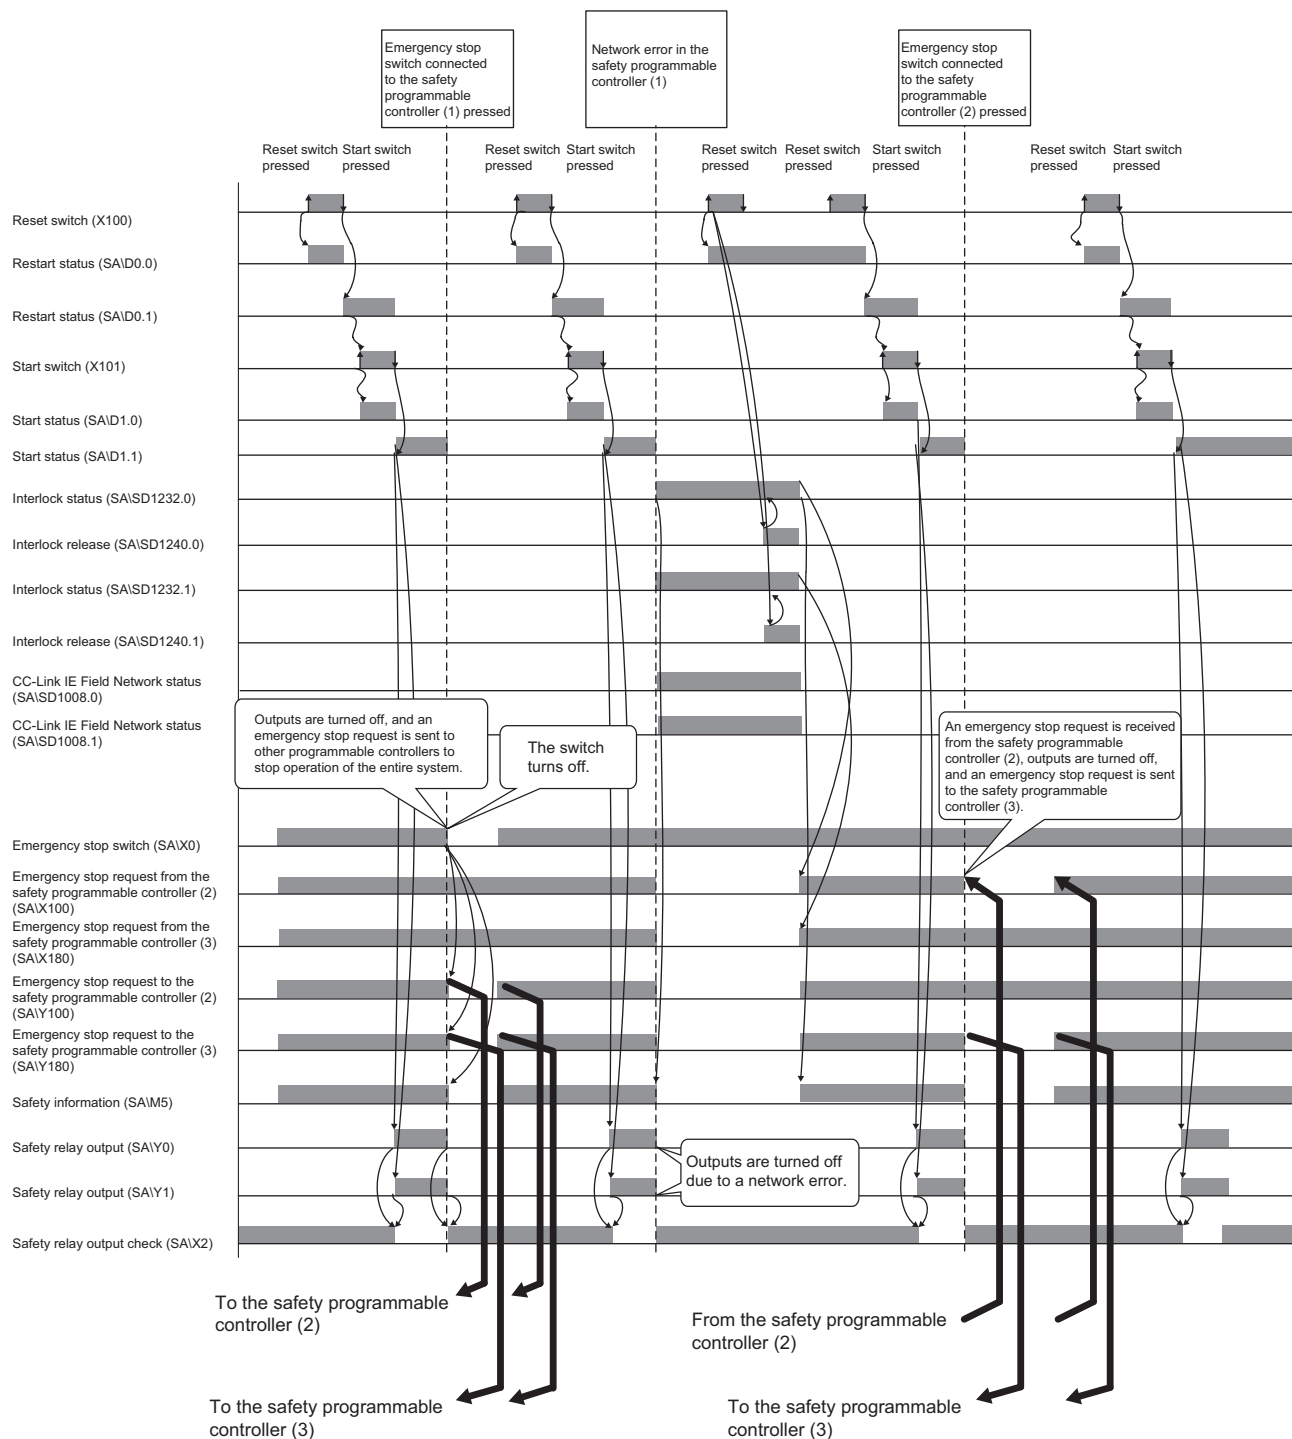 Emergency stop
switch connected
to the safety
programmable
controller (1) pressed
Network error in the
safety programmable
controller (1)
Emergency stop
switch connected
to the safety
programmable
controller (2) pressed
Reset switch
pressed
Start switch
pressed
Reset switch
pressed
Start switch
pressed
Reset switch
pressed
Reset switch
pressed
Start switch
pressed
Reset switch
pressed
Start switch
pressed
Reset switch (X100)
Restart status (SA\D0.0)
Restart status (SA\D0.1)
Start switch (X101)
Start status (SA\D1.0)
Start status (SA\D1.1)
Interlock status (SA\SD1232.0)
Interlock release (SA\SD1240.0)
Interlock status (SA\SD1232.1)
Interlock release (SA\SD1240.1)
CC-Link IE Field Network status
(SA\SD1008.0)
CC-Link IE Field Network status
(SA\SD1008.1)
Outputs are turned off, and an
emergency stop request is sent to
other programmable controllers to
stop operation of the entire system.
The switch
turns off.
An emergency stop request is received
from the safety programmable
controller (2), outputs are turned off,
and an emergency stop request is sent
to the safety programmable
controller (3).
Emergency stop switch (SA\X0)
Emergency stop request from the
safety programmable controller (2)
(SA\X100)
Emergency stop request from the
safety programmable controller (3)
(SA\X180)
Emergency stop request to the
safety programmable controller (2)
(SA\Y100)
Emergency stop request to the
safety programmable controller (3)
(SA\Y180)
Safety information (SA\M5)
Safety relay output (SA\Y0)
Outputs are turned off
due to a network error.
Safety relay output (SA\Y1)
Safety relay output check (SA\X2)
To the safety programmable
controller (2)
From the safety programmable
controller (2)
To the safety programmable
controller (3)
To the safety programmable
controller (3)